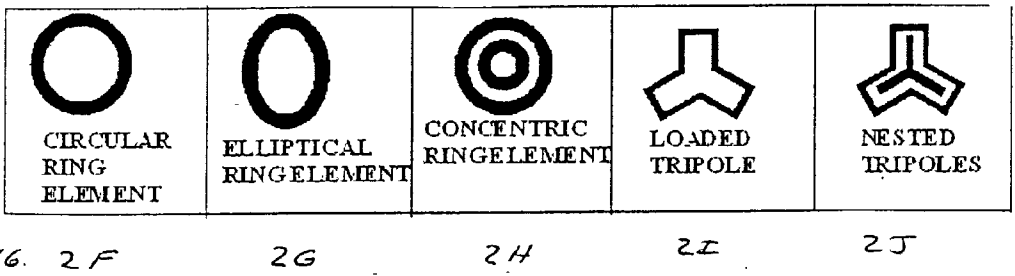 CIRCULAR
RING
ELEMENT
ELLIPTICAL
RINGELEMENT
CONCENTRIC
RINGELEMENT
LOADED
TRIPOLE
NESTED
TRIPOLES
2F 2G 2H 2I 2J